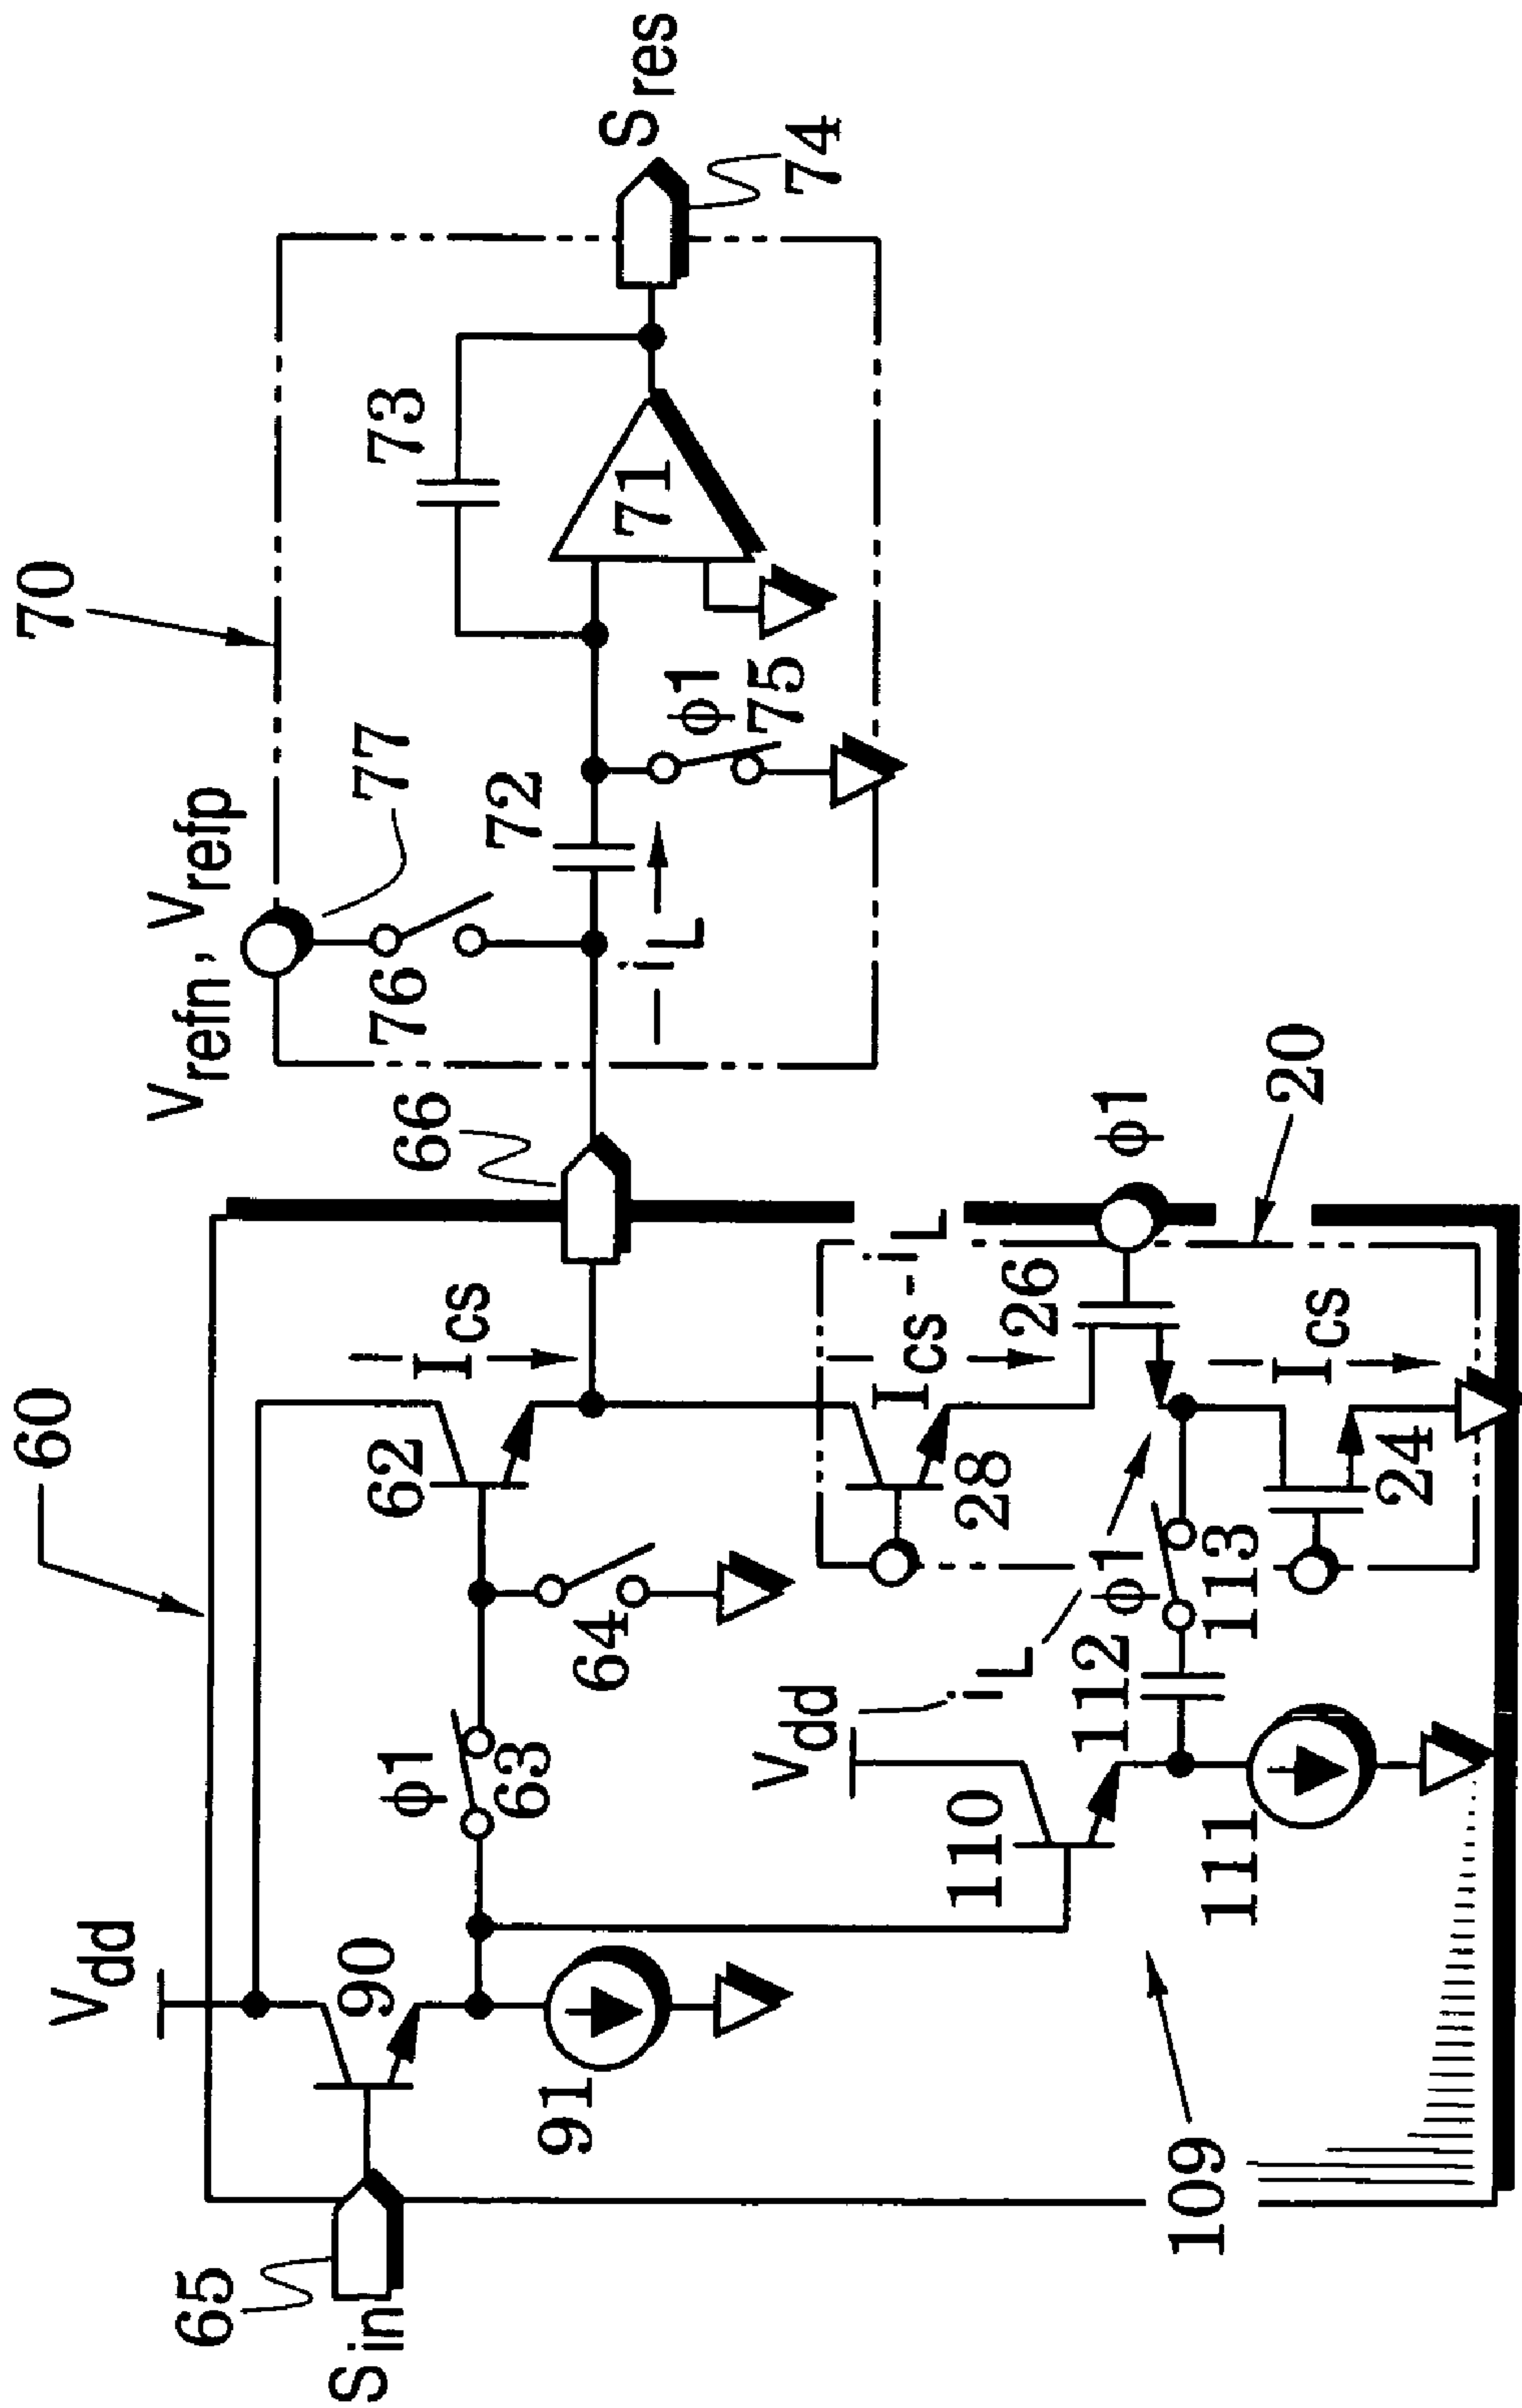 60
V_dd
65
S_in
90
91
ϕ1
63
64
62
I_cs
66
V_refn, V_refp
77
76
70
72
i_L
ϕ1
75
73
71
S_res
74
V_dd
110
111
109
i_L
112
ϕ1
113
28
I_cs - i_L
26
ϕ1
20
I_cs
24